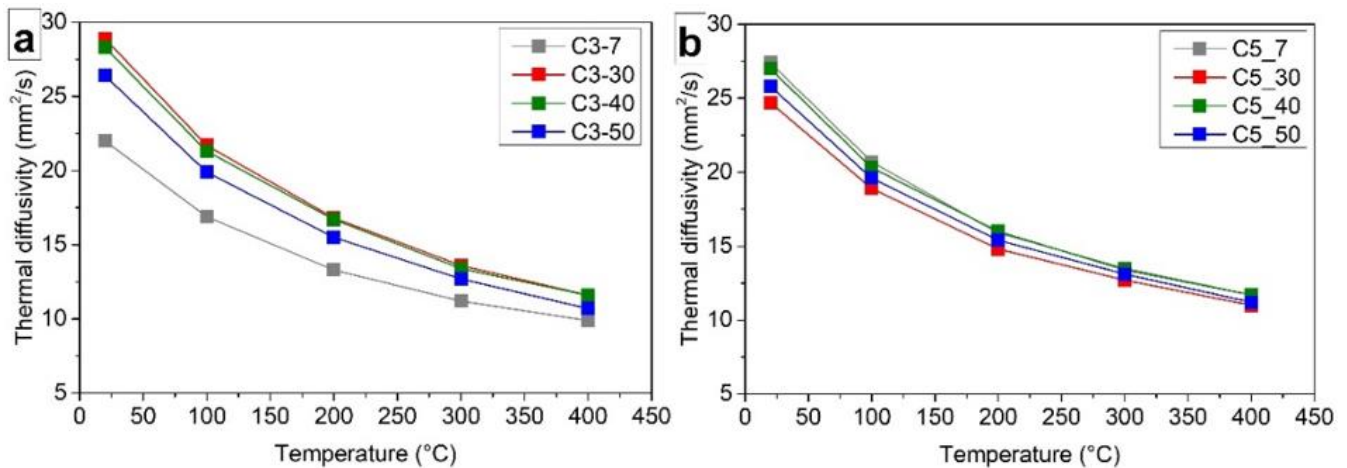 a
Thermal diffusivity (mm²/s)
30
25
20
15
10
5
C3-7
C3-30
C3-40
C3-50
0 50 100 150 200 250 300 350 400 450
Temperature (°C)
b
Thermal diffusivity (mm²/s)
30
25
20
15
10
5
C5_7
C5_30
C5_40
C5_50
0 50 100 150 200 250 300 350 400 450
Temperature (°C)